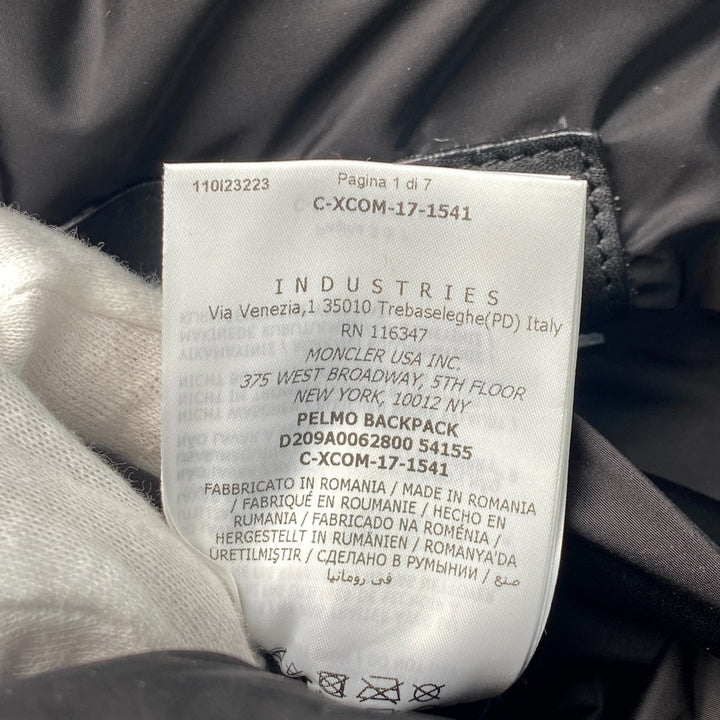 110I23223
Pagina 1 di 7
C-XCOM-17-1541
INDUSTRIES
Via Venezia,1 35010 Trebaseleghe(PD) Italy
RN 116347
MONCLER USA INC.
375 WEST BROADWAY, 5TH FLOOR
NEW YORK, 10012 NY
PELMO BACKPACK
D209A0062800 54155
C-XCOM-17-1541
FABBRICATO IN ROMANIA / MADE IN ROMANIA
/ FABRIQUÉ EN ROUMANIE / HECHO EN
RUMANIA / FABRICADO NA ROMÉNIA /
HERGESTELLT IN RUMÄNIEN / ROMANYA'DA
ÜRETILMIŞTIR / СДЕЛАНО В РУМЫНИИ / صنع
في رومانيا